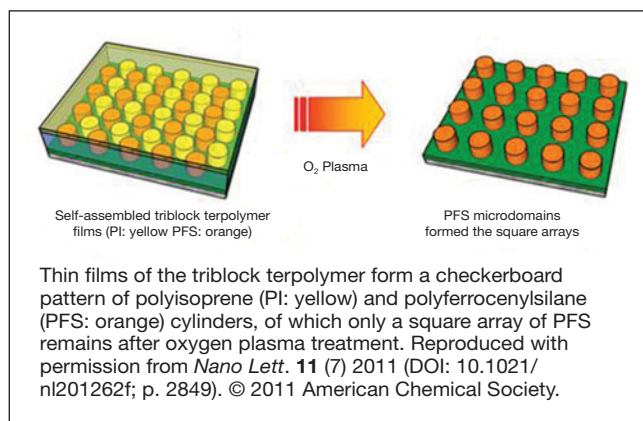 O₂ Plasma
Self-assembled triblock terpolymer
films (PI: yellow PFS: orange)
PFS microdomains
formed the square arrays
Thin films of the triblock terpolymer form a checkerboard
pattern of polyisoprene (PI: yellow) and polyferrocenylsilane
(PFS: orange) cylinders, of which only a square array of PFS
remains after oxygen plasma treatment. Reproduced with
permission from Nano Lett. 11 (7) 2011 (DOI: 10.1021/
nl201262f; p. 2849). © 2011 American Chemical Society.